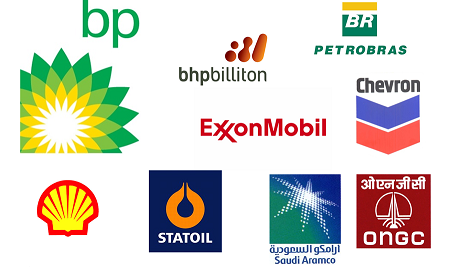 bp
bhpbilliton
BR
PETROBRAS
Chevron
ExxonMobil
STATOIL
ارامكو السعودية
Saudi Aramco
ओएनजीसी
ONGC